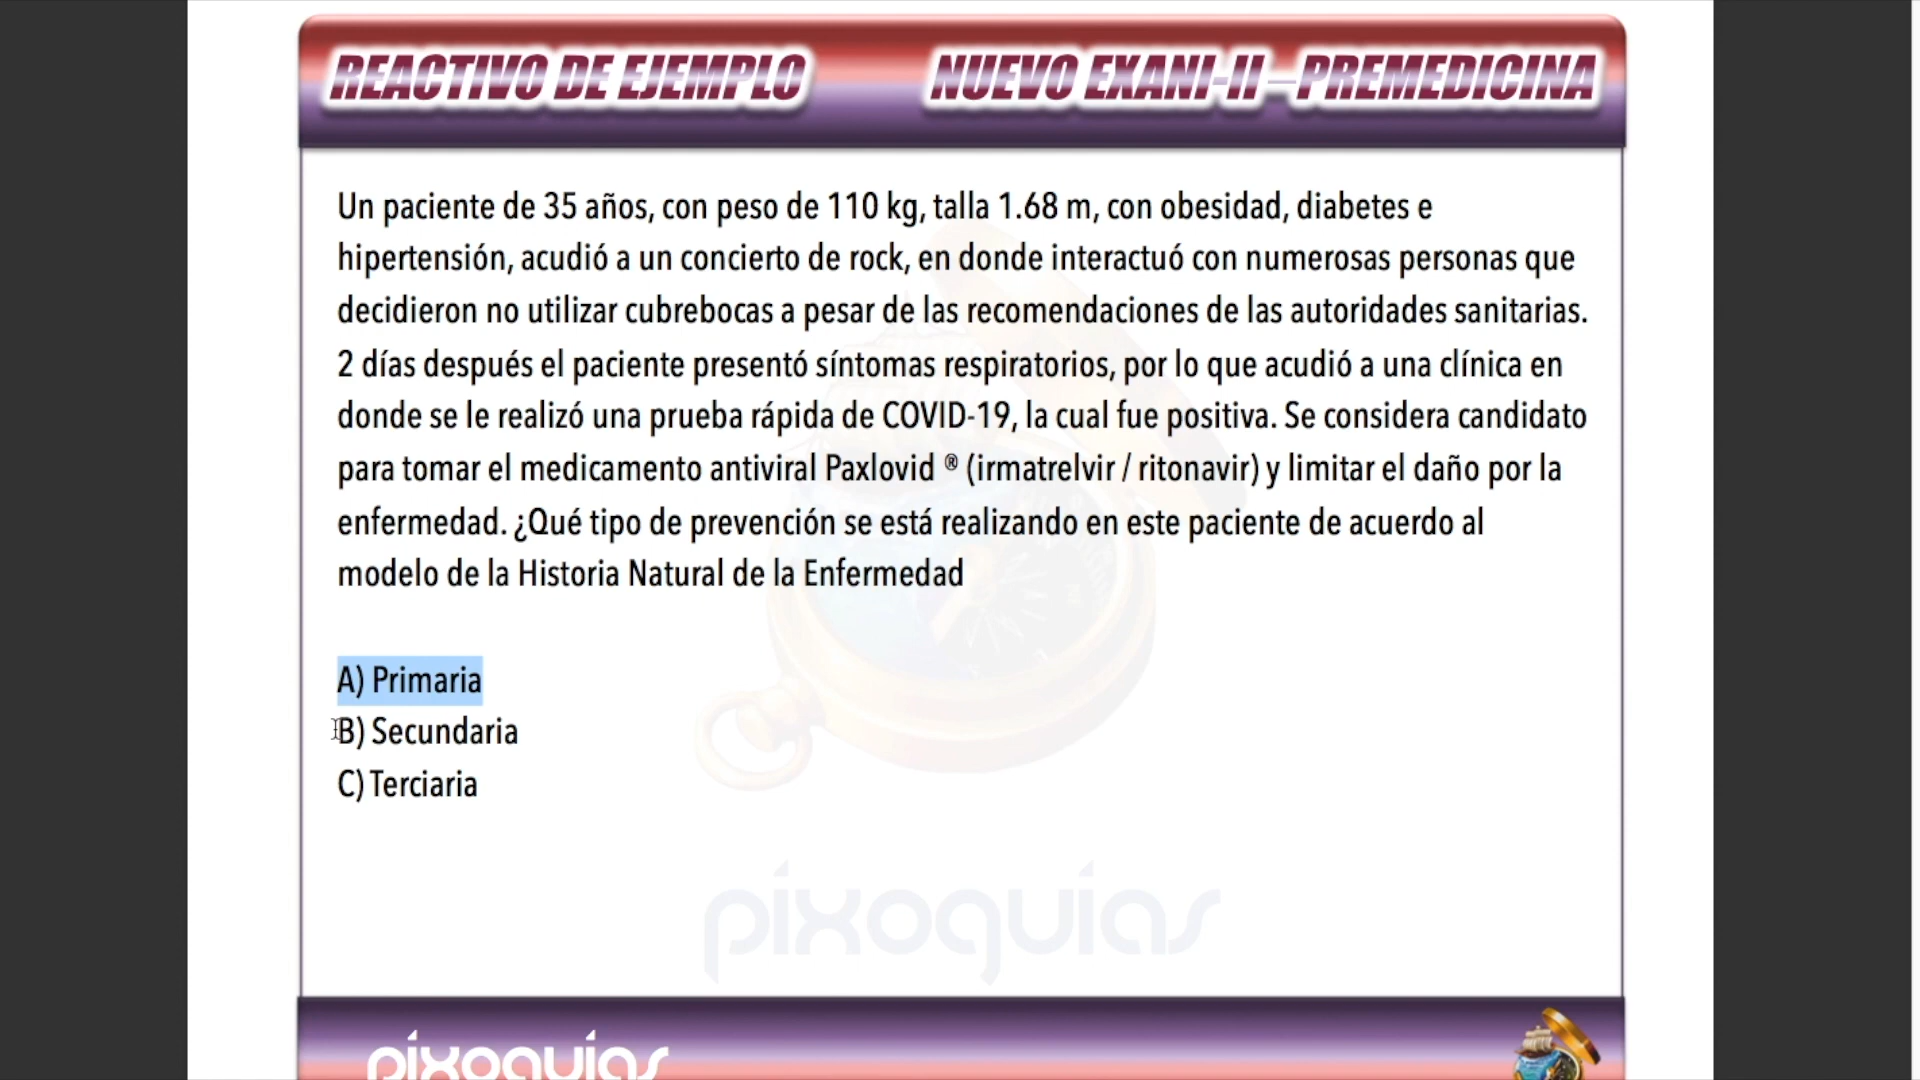 REACTIVO DE EJEMPLO NUEVO EXANI-II – PREMEDICINA
Un paciente de 35 años, con peso de 110 kg, talla 1.68 m, con obesidad, diabetes e
hipertensión, acudió a un concierto de rock, en donde interactuó con numerosas personas que
decidieron no utilizar cubrebocas a pesar de las recomendaciones de las autoridades sanitarias.
2 días después el paciente presentó síntomas respiratorios, por lo que acudió a una clínica en
donde se le realizó una prueba rápida de COVID-19, la cual fue positiva. Se considera candidato
para tomar el medicamento antiviral Paxlovid ® (irmatrelvir / ritonavir) y limitar el daño por la
enfermedad. ¿Qué tipo de prevención se está realizando en este paciente de acuerdo al
modelo de la Historia Natural de la Enfermedad
A) Primaria
B) Secundaria
C) Terciaria
pixoguias
pixoguias